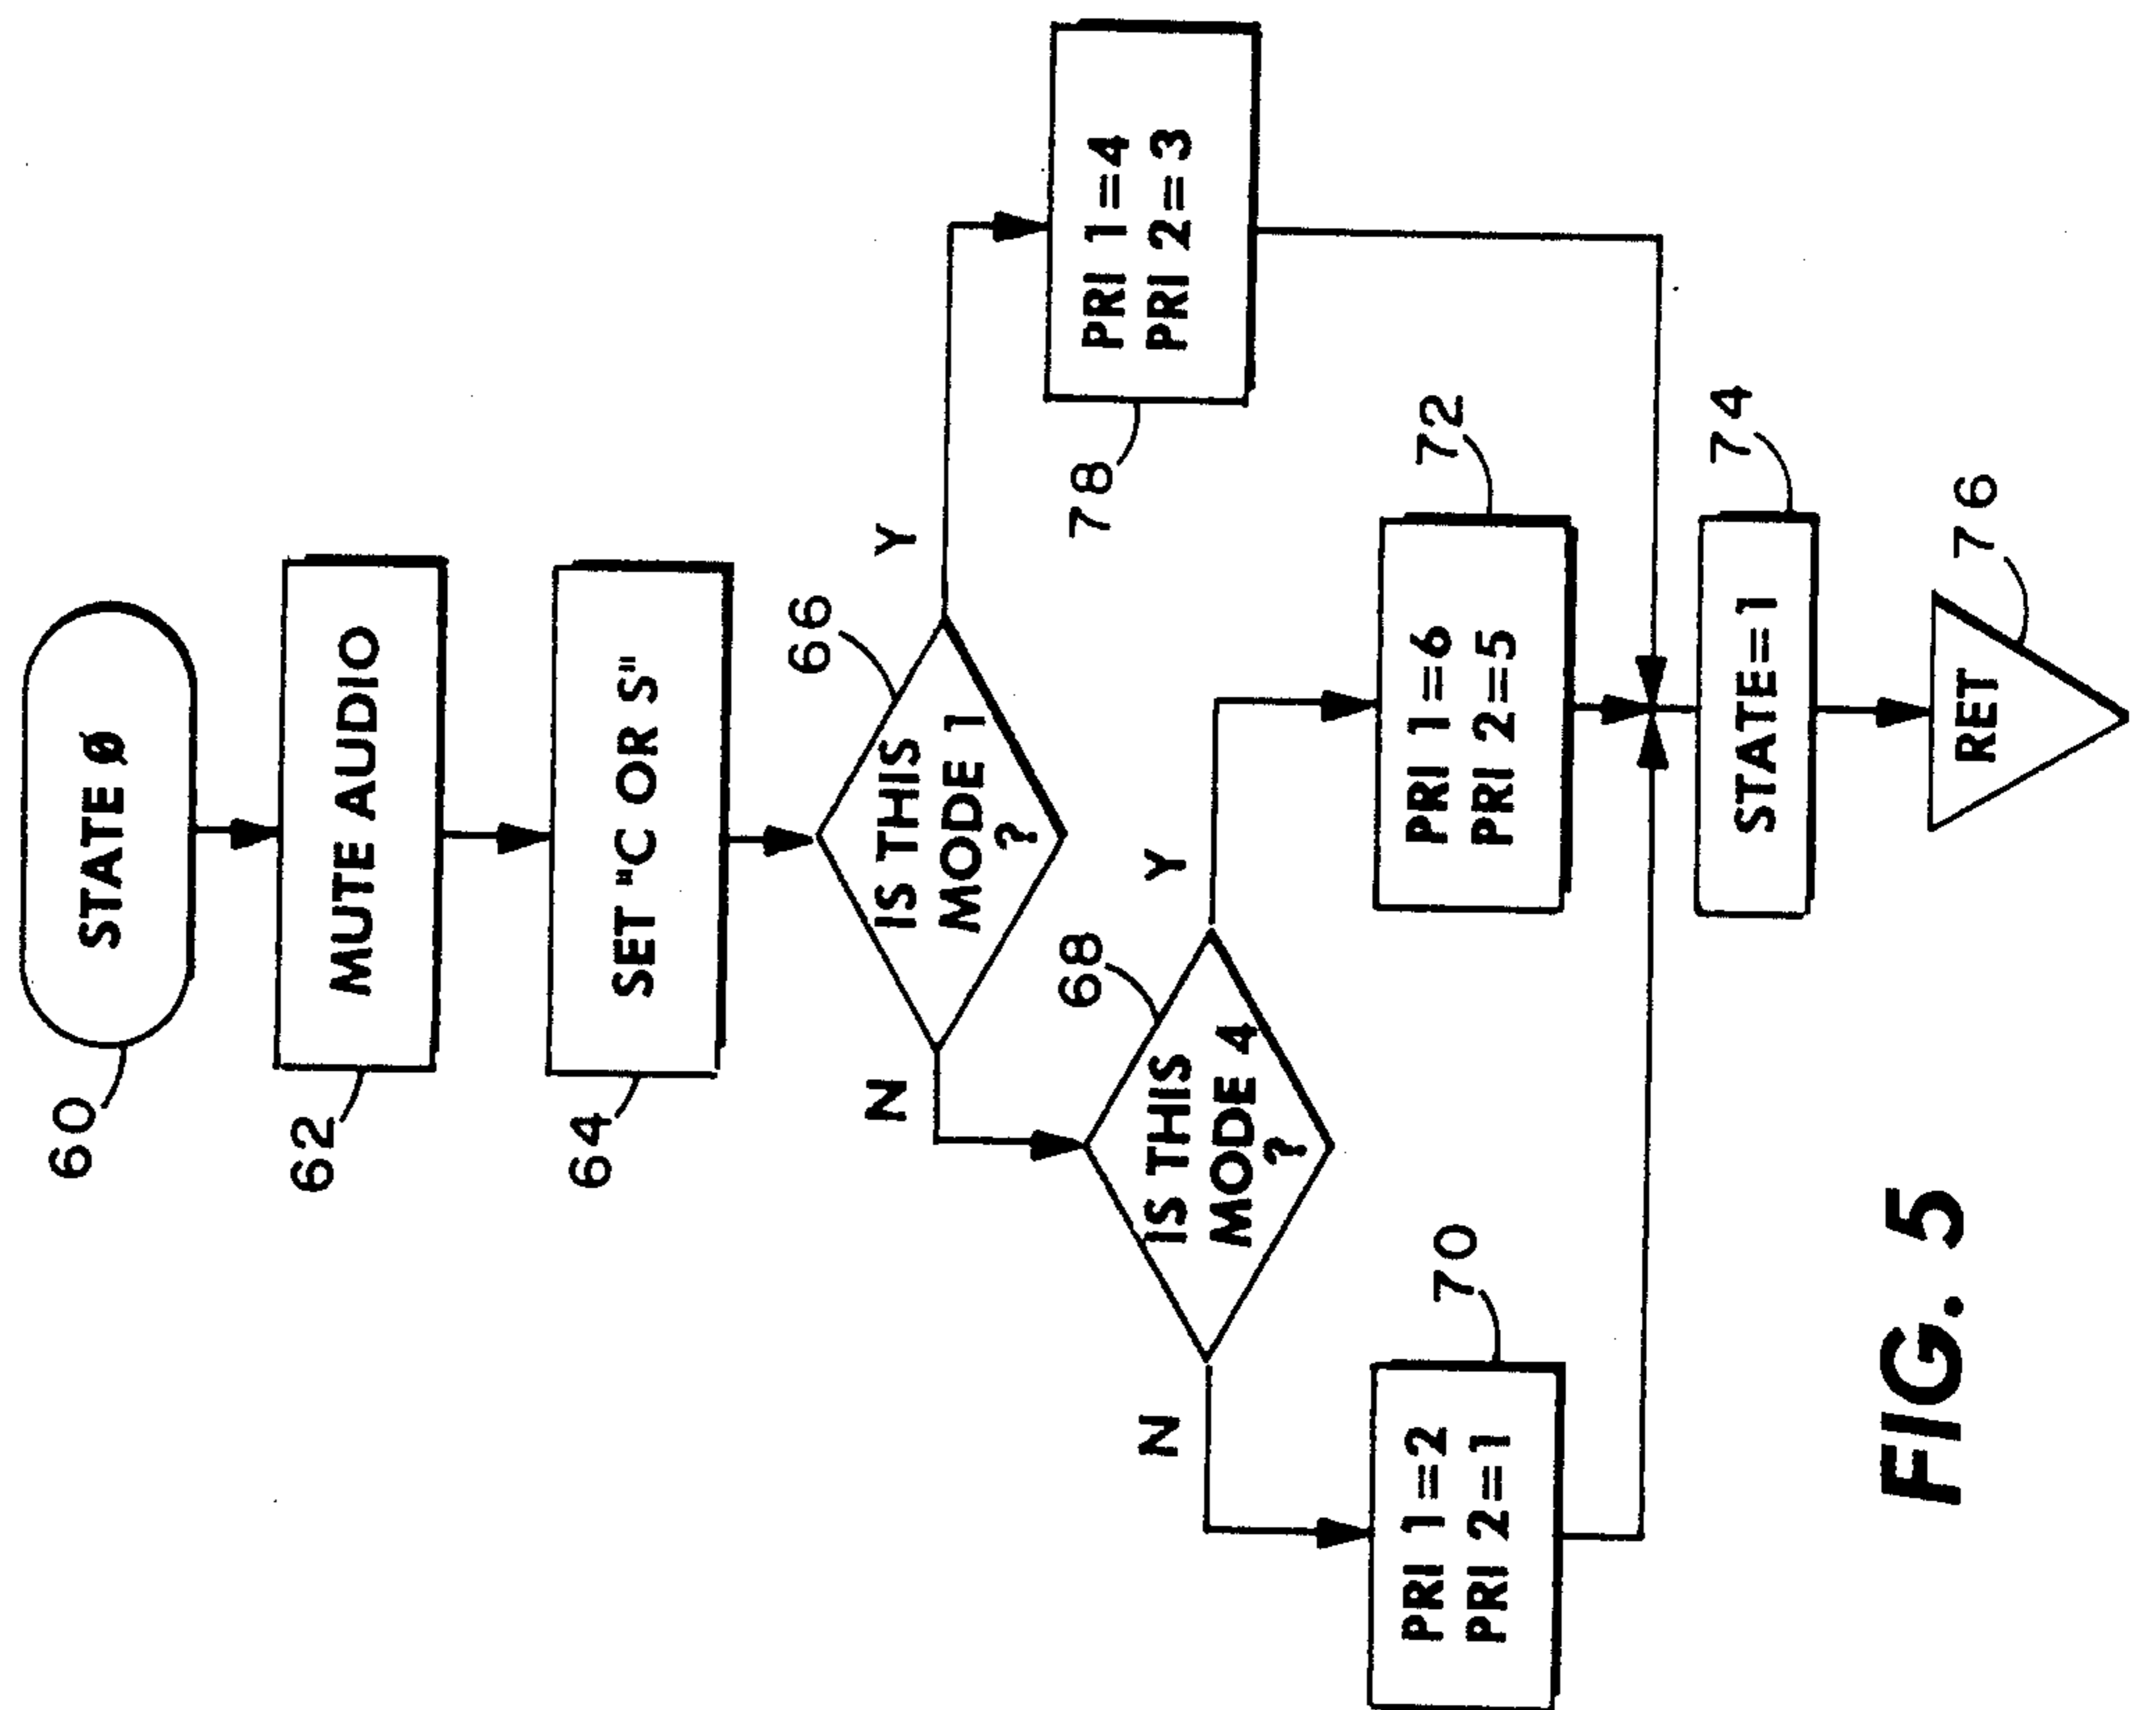 STATE Ø
60
MUTE AUDIO
62
SET "C OR S"
64
IS THIS
MODE 1
?
66
Y
N
PRI 1=4
PRI 2=3
78
IS THIS
MODE 4
?
68
Y
N
PRI 1=6
PRI 2=5
72
PRI 1=2
PRI 2=1
70
STATE=1
74
RET
76
FIG. 5